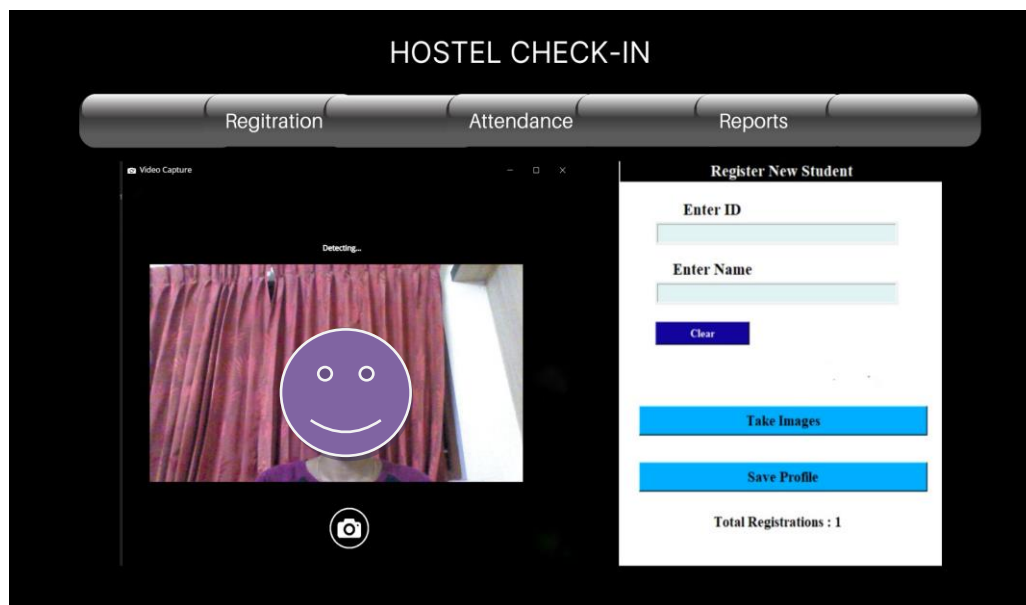 HOSTEL CHECK-IN
Regitration Attendance Reports
Video Capture
Detecting...
Register New Student
Enter ID
Enter Name
Clear
Take Images
Save Profile
Total Registrations : 1